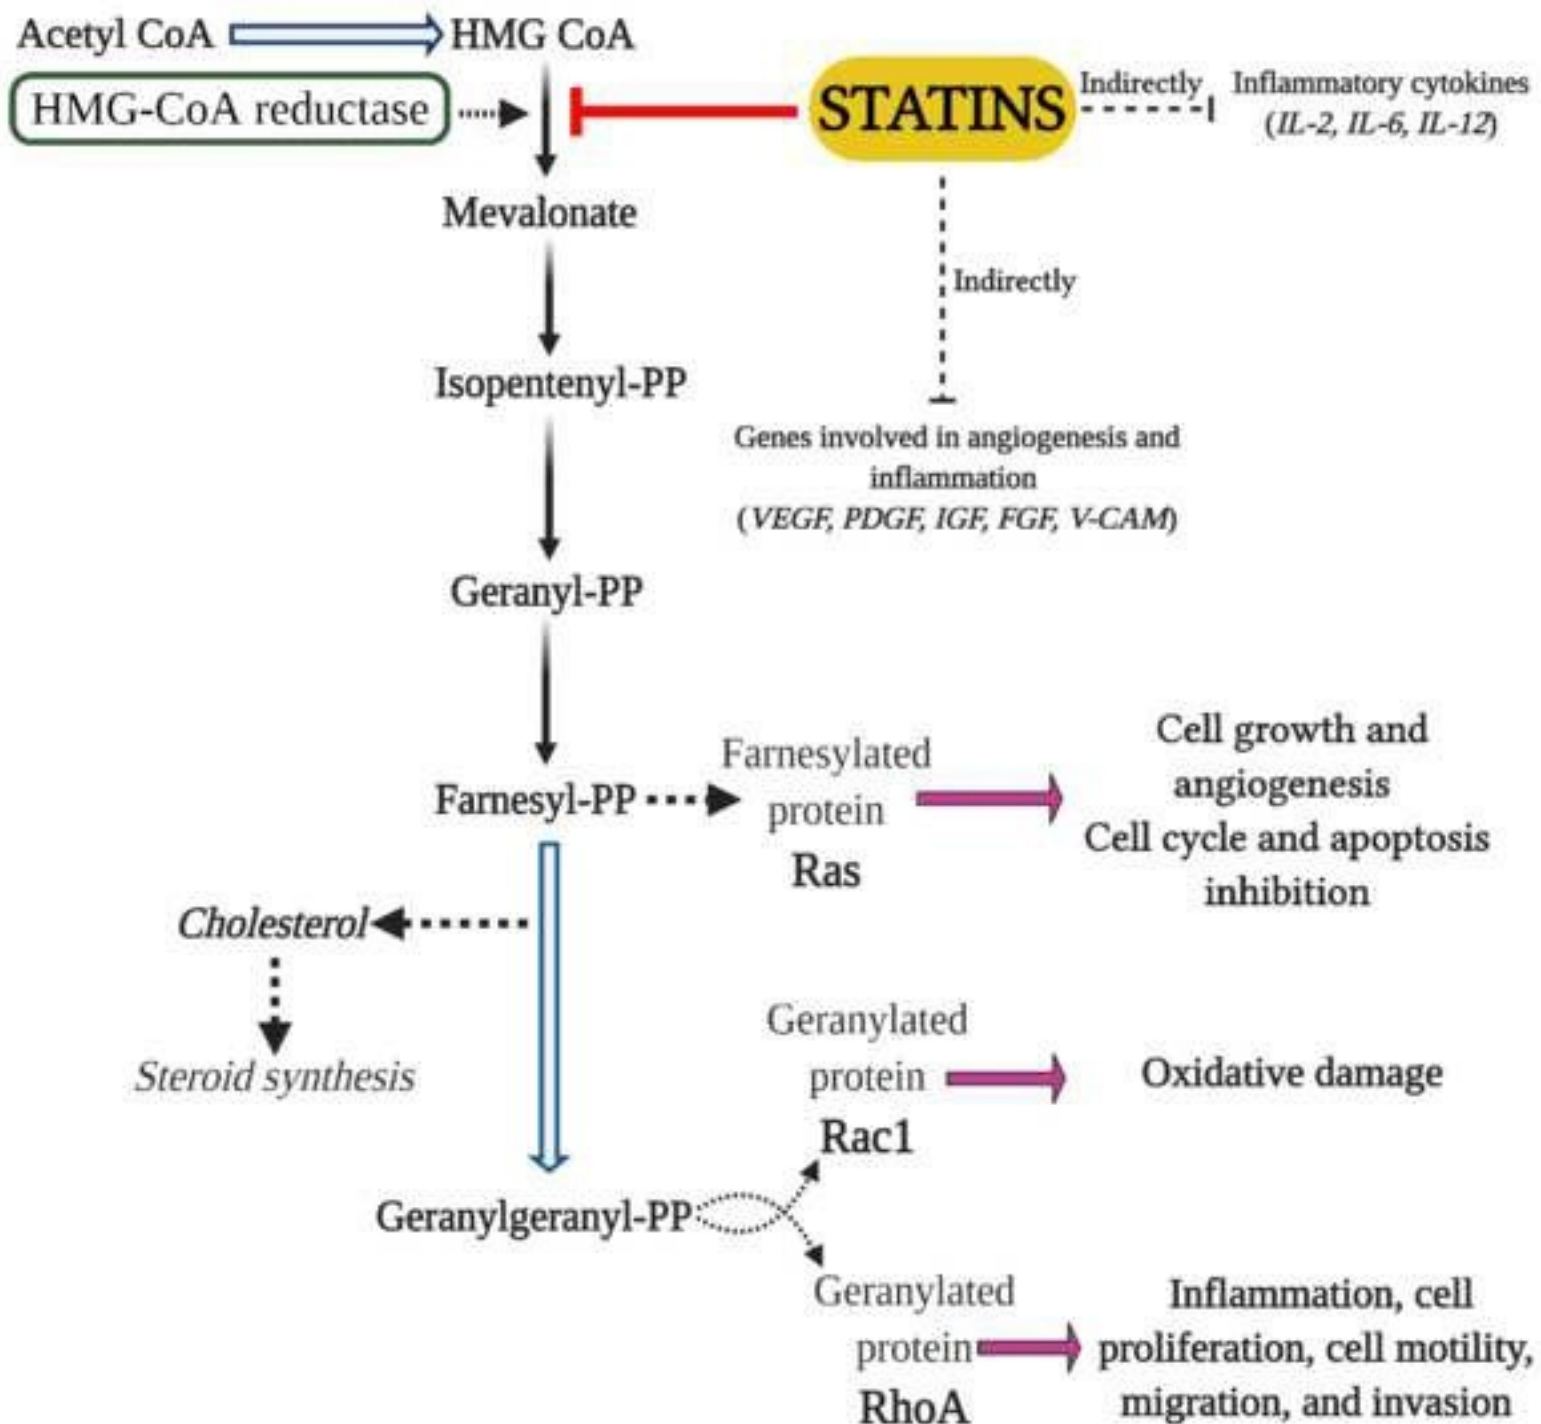 Acetyl CoA
HMG CoA
HMG-CoA reductase
STATINS
Indirectly
Inflammatory cytokines
(IL-2, IL-6, IL-12)
Mevalonate
Indirectly
Isopentenyl-PP
Genes involved in angiogenesis and
inflammation
(VEGF, PDGF, IGF, FGF, V-CAM)
Geranyl-PP
Farnesyl-PP
Farnesylated
protein
Ras
Cell growth and
angiogenesis
Cell cycle and apoptosis
inhibition
Cholesterol
Steroid synthesis
Geranylated
protein
Rac1
Oxidative damage
Geranylgeranyl-PP
Geranylated
protein
RhoA
Inflammation, cell
proliferation, cell motility,
migration, and invasion